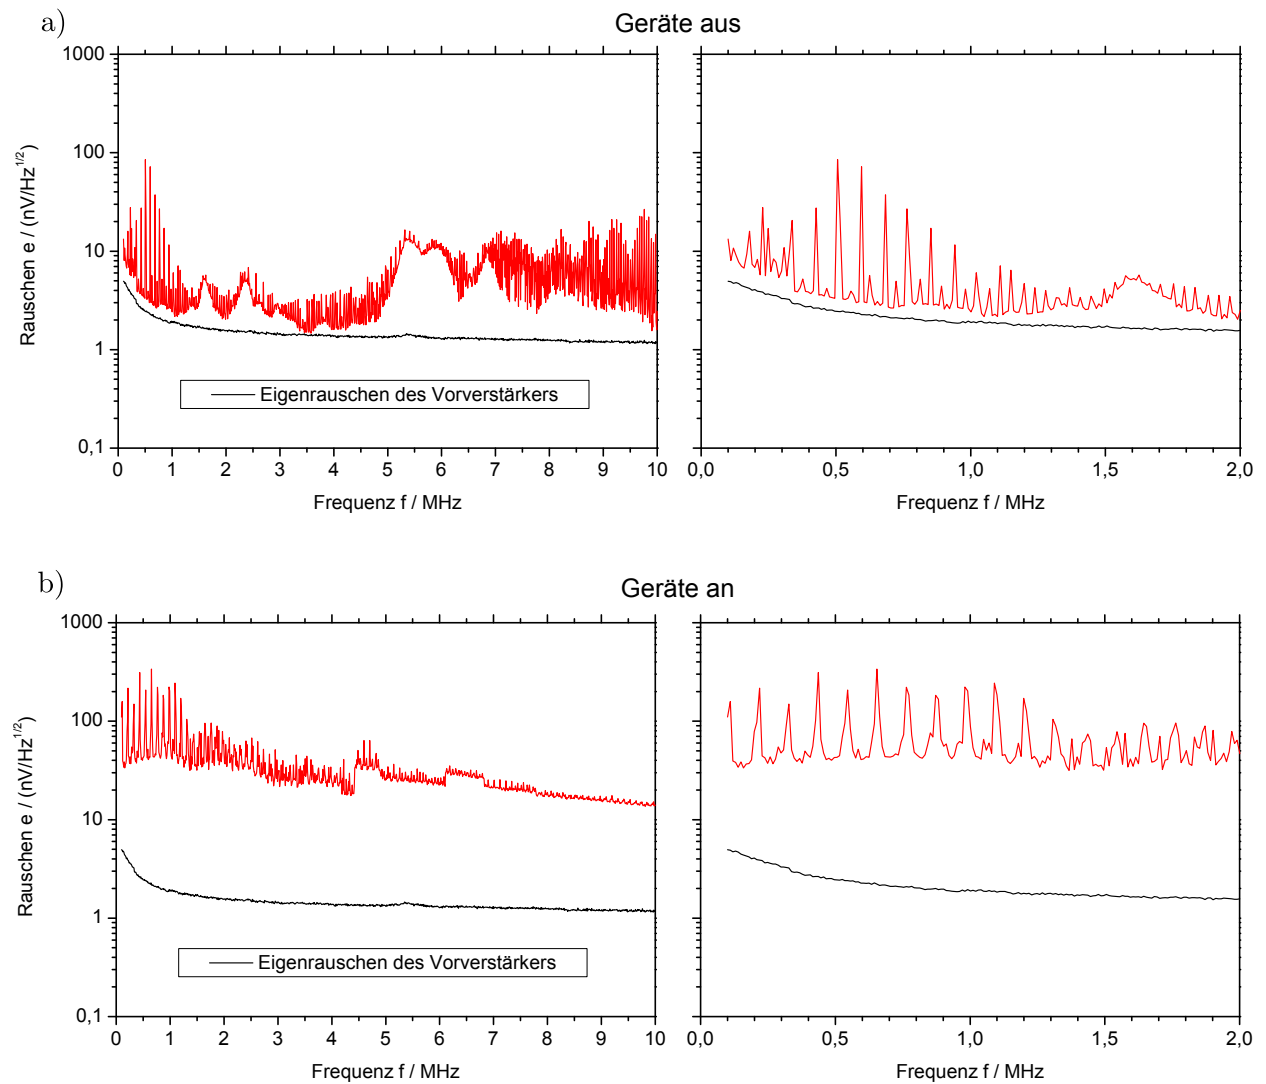 a)
Geräte aus
1000
100
10
1
0,1
Rauschen e / (nV/Hz^1/2)
Eigenrauschen des Vorverstärkers
0 1 2 3 4 5 6 7 8 9 10
0,0 0,5 1,0 1,5 2,0
Frequenz f / MHz
Frequenz f / MHz
b)
Geräte an
1000
100
10
1
0,1
Rauschen e / (nV/Hz^1/2)
Eigenrauschen des Vorverstärkers
0 1 2 3 4 5 6 7 8 9 10
0,0 0,5 1,0 1,5 2,0
Frequenz f / MHz
Frequenz f / MHz